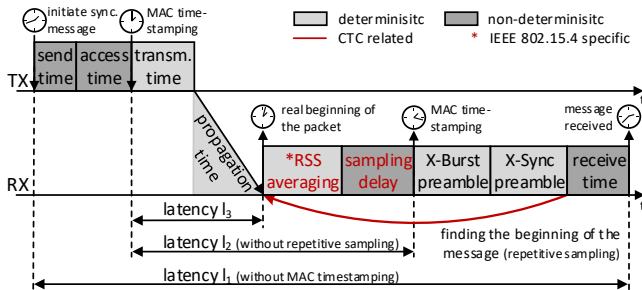 initiate sync.
message
MAC time-
stamping
determinisitc
non-determinisitc
CTC related
* IEEE 802.15.4 specific
send
time
access
time
transm.
time
TX
t
propagation
time
real beginning of
the packet
MAC time-
stamping
message
received
*RSS
averaging
sampling
delay
X-Burst
preamble
X-Sync
preamble
receive
time
RX
t
latency l3
latency l2 (without repetitive sampling)
finding the beginning of the
message (repetitive sampling)
latency l1 (without MAC timestamping)